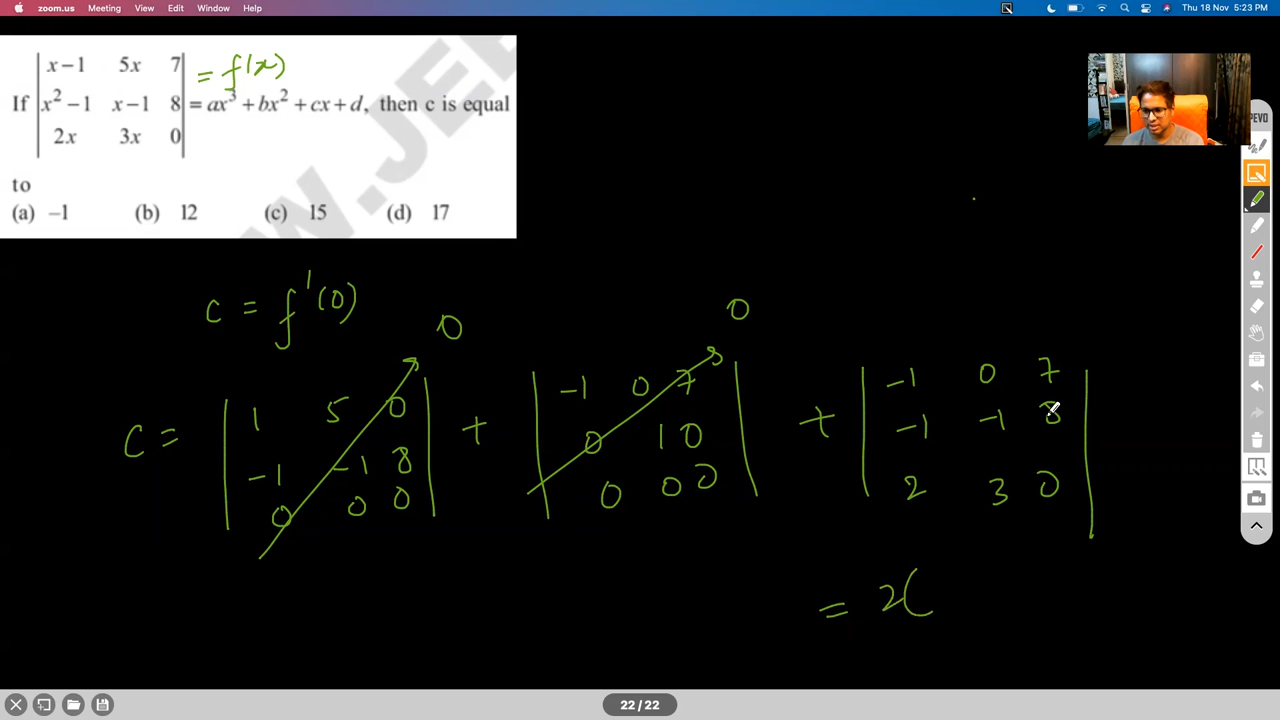 zoom.us Meeting View Edit Window Help Thu 18 Nov 5:23 PM
x−1 5x 7 = f(x)
If x²−1 x−1 8 = ax³ + bx² + cx + d, then c is equal
2x 3x 0
to
(a) −1 (b) 12 (c) 15 (d) 17
WWW.JEE
PEVO
c = f'(0)
0 0
1 5 0 -1 0 7 -1 0 7
C = -1 -1 8 + 0 1 0 + -1 -1 8
0 0 0 0 0 0 2 3 0
= 2(
22 / 22